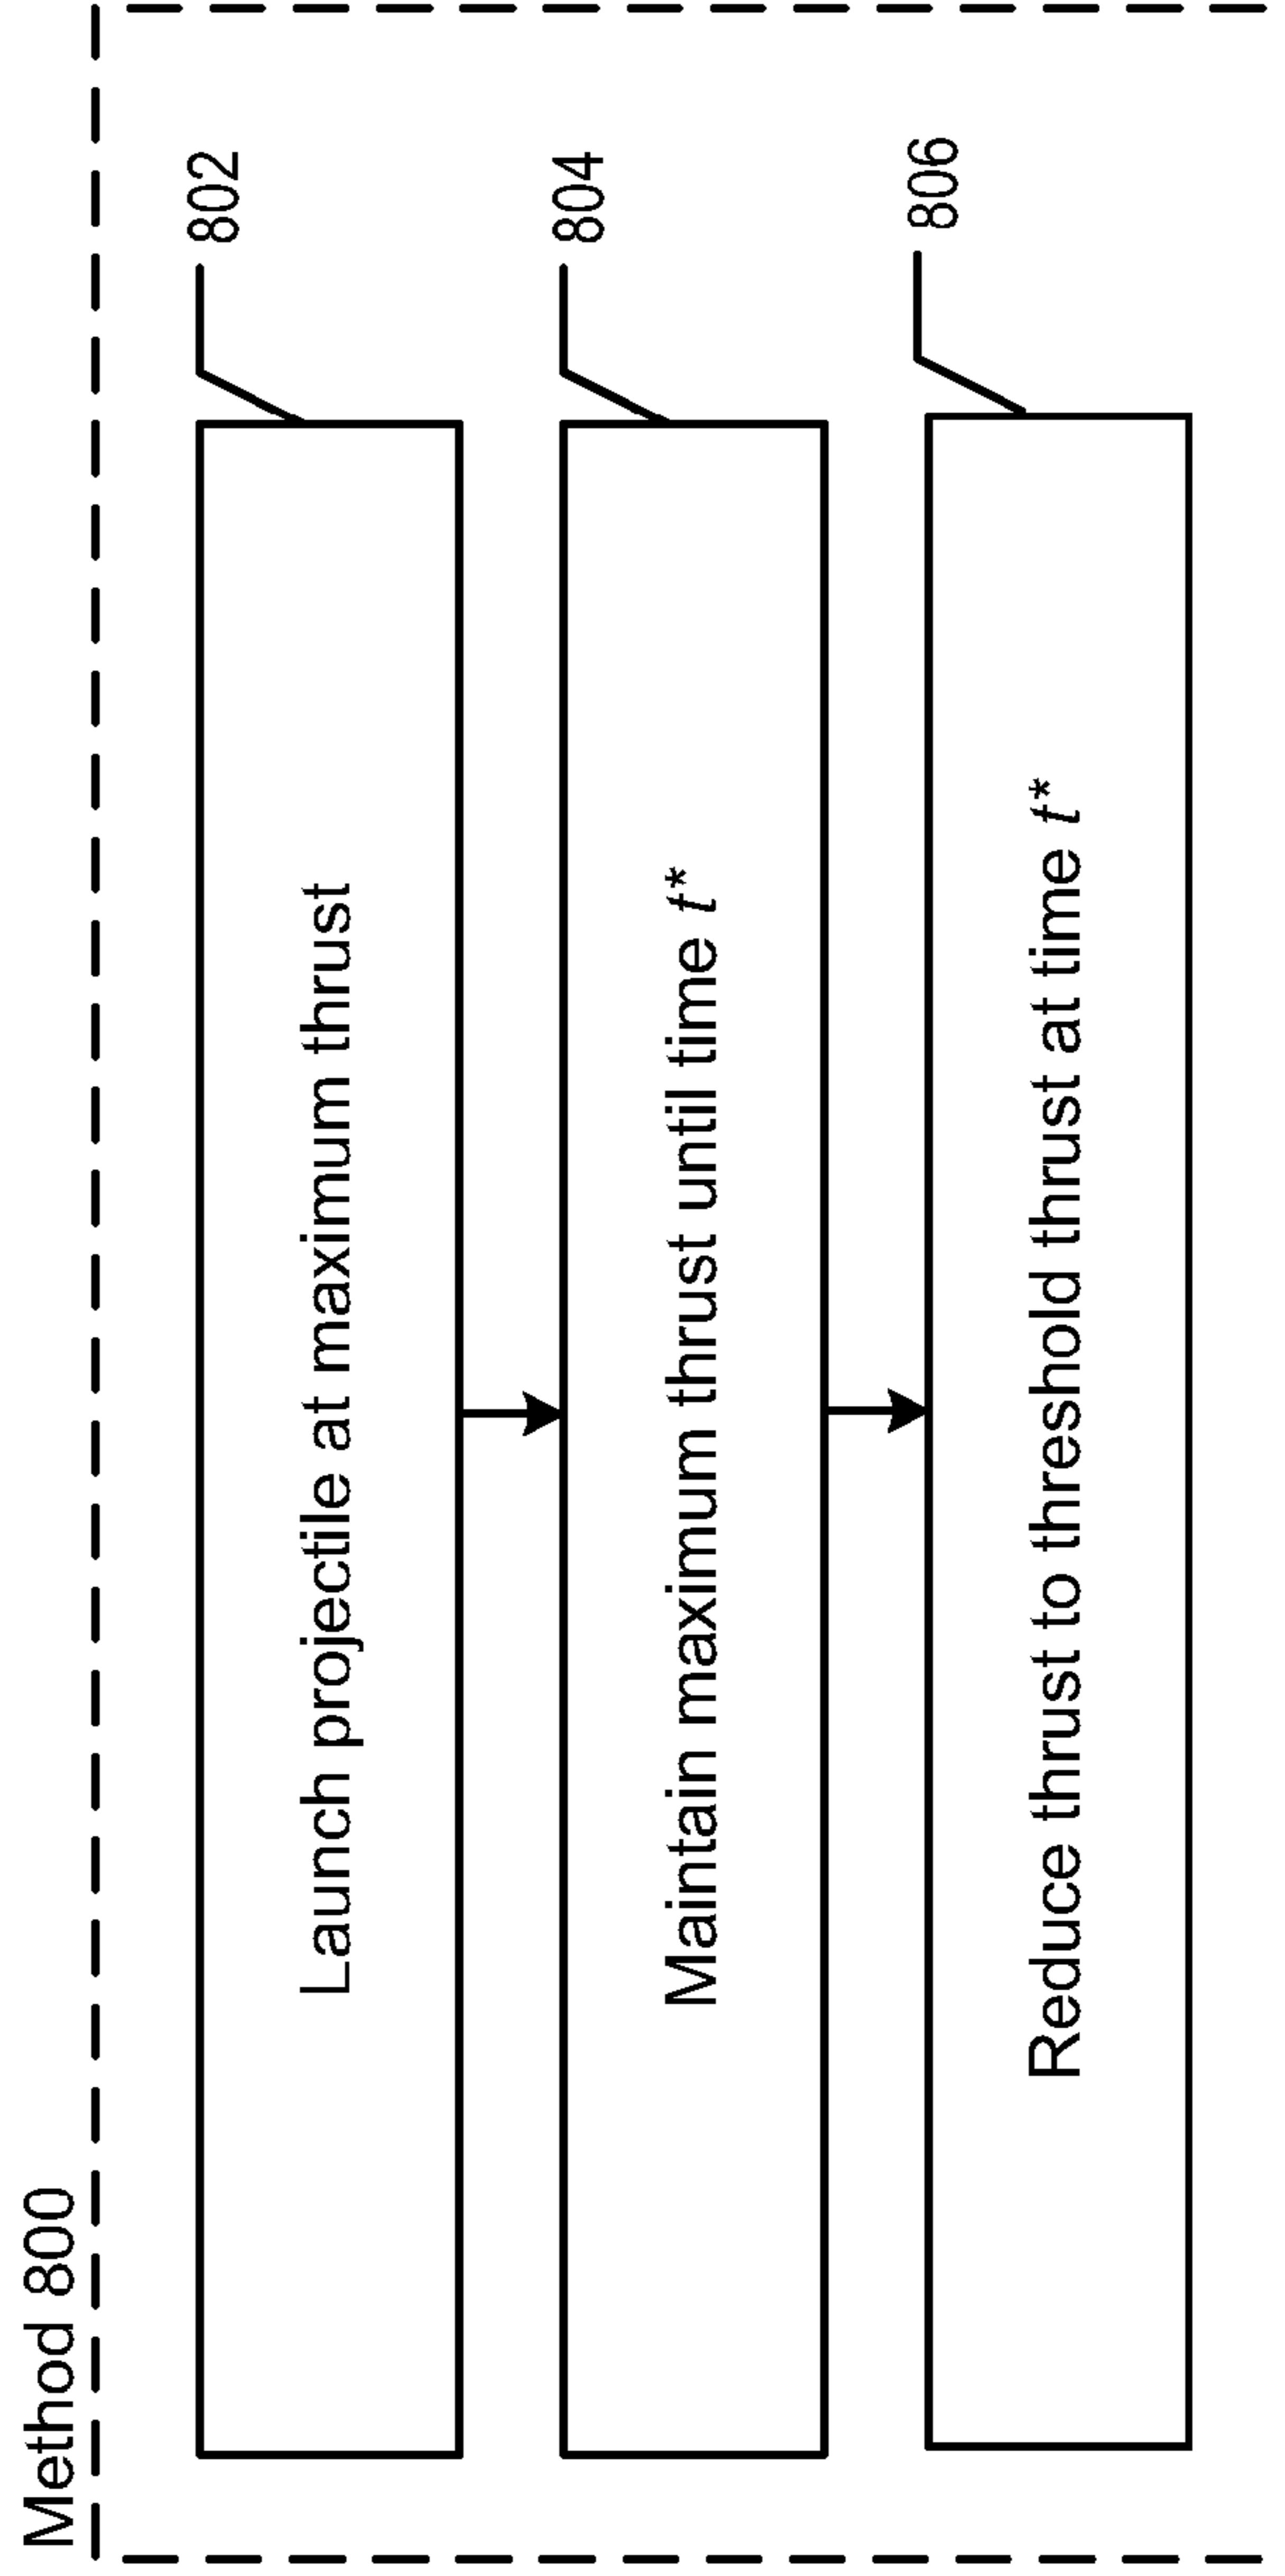 Method 800
802
Launch projectile at maximum thrust
804
Maintain maximum thrust until time t*
806
Reduce thrust to threshold thrust at time t*